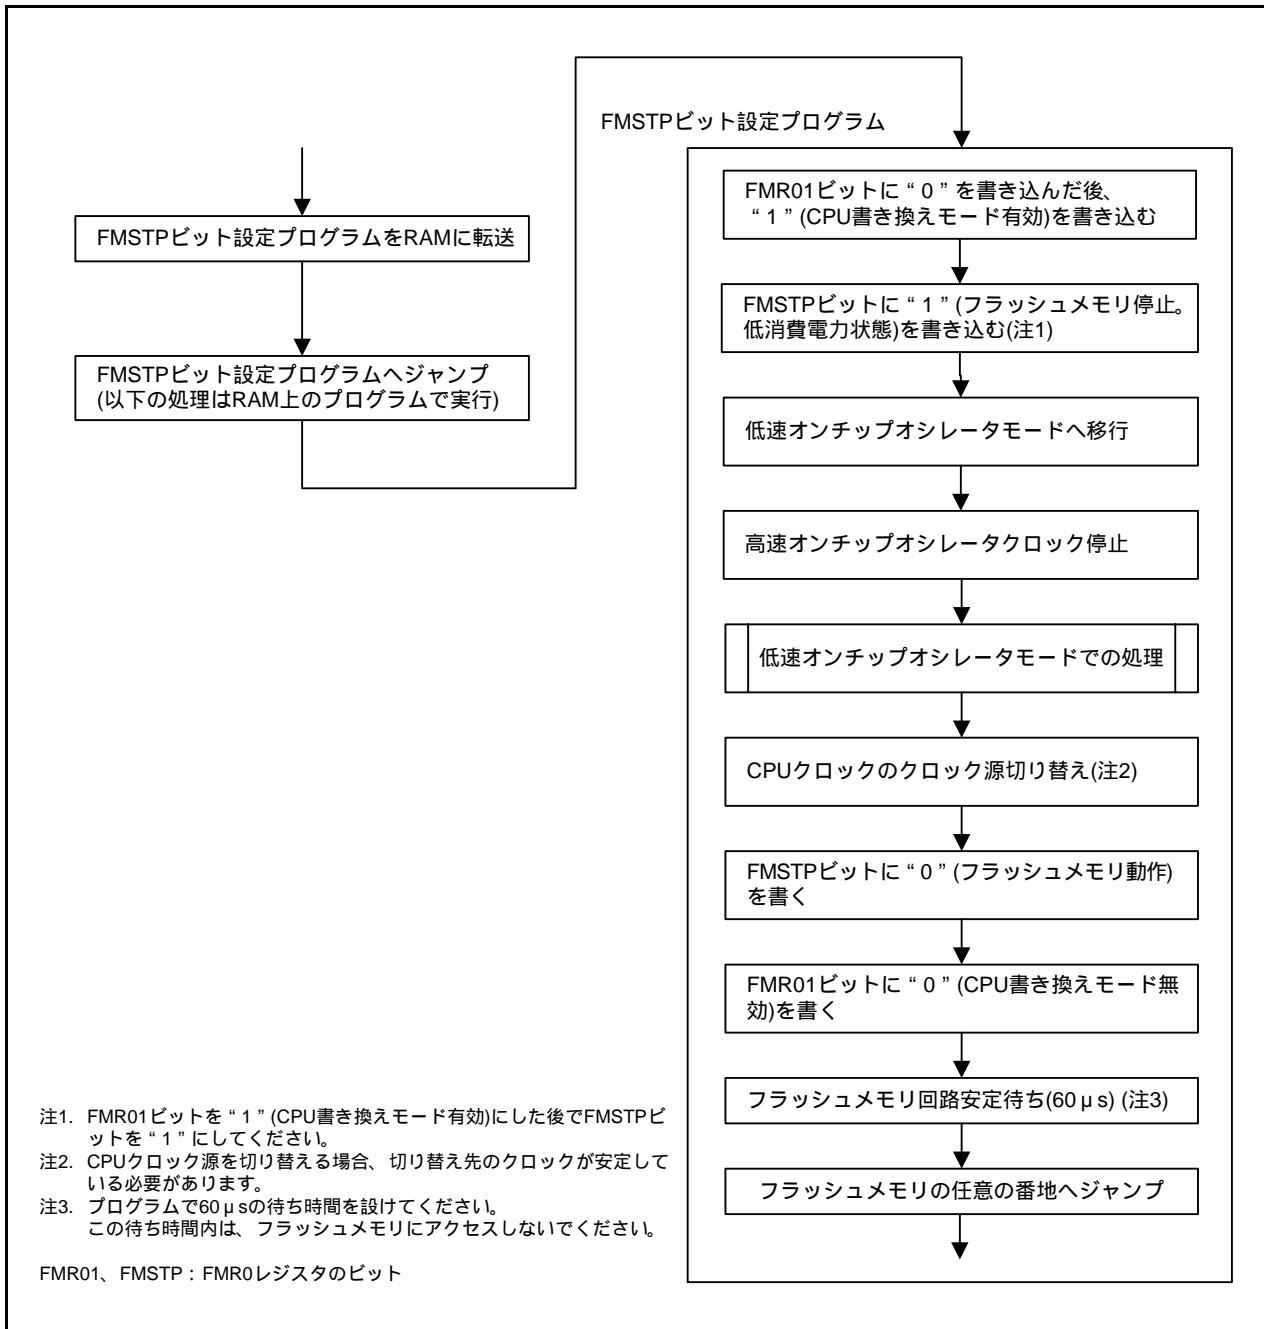 FMSTPビット設定プログラムをRAMに転送
FMSTPビット設定プログラムへジャンプ
(以下の処理はRAM上のプログラムで実行)
FMSTPビット設定プログラム
FMR01ビットに“0”を書き込んだ後、
“1”(CPU書き換えモード有効)を書き込む
FMSTPビットに“1”(フラッシュメモリ停止。
低消費電力状態)を書き込む(注1)
低速オンチップオシレータモードへ移行
高速オンチップオシレータクロック停止
低速オンチップオシレータモードでの処理
CPUクロックのクロック源切り替え(注2)
FMSTPビットに“0”(フラッシュメモリ動作)
を書く
FMR01ビットに“0”(CPU書き換えモード無
効)を書く
フラッシュメモリ回路安定待ち(60μs) (注3)
フラッシュメモリの任意の番地へジャンプ
注1. FMR01ビットを“1”(CPU書き換えモード有効)にした後でFMSTPビ
ットを“1”にしてください。
注2. CPUクロック源を切り替える場合、切り替え先のクロックが安定して
いる必要があります。
注3. プログラムで60μsの待ち時間を設けてください。
この待ち時間内は、フラッシュメモリにアクセスしないでください。
FMR01、FMSTP:FMR0レジスタのビット